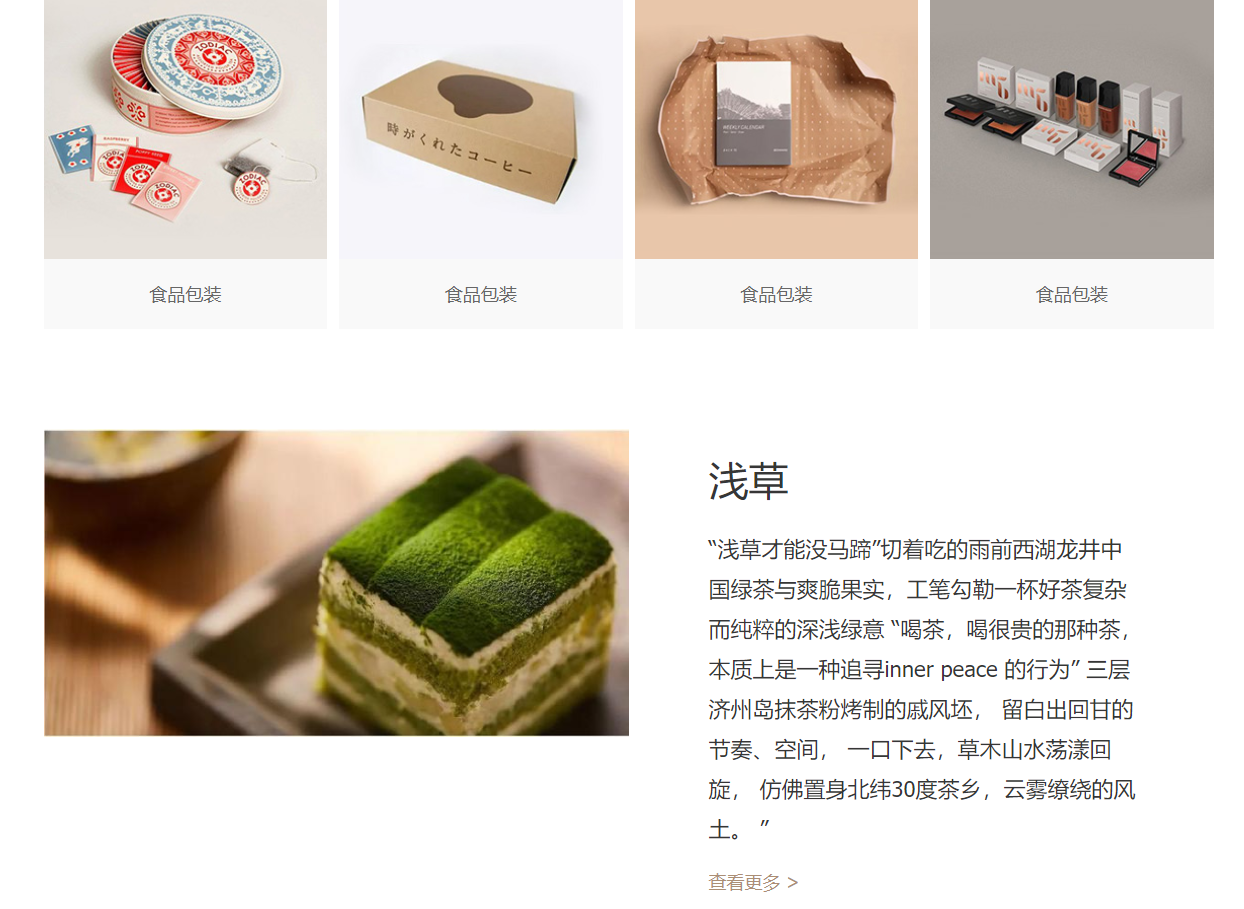 ZODIAC
RASPBERRY
ZODIAC
ZODIAC
ZODIAC
時がくれたコーヒー
WEEKLY CALENDAR
食品包装
食品包装
食品包装
食品包装
浅草
“浅草才能没马蹄”切着吃的雨前西湖龙井中
国绿茶与爽脆果实，工笔勾勒一杯好茶复杂
而纯粹的深浅绿意 “喝茶，喝很贵的那种茶，
本质上是一种追寻inner peace 的行为” 三层
济州岛抹茶粉烤制的戚风坯， 留白出回甘的
节奏、空间， 一口下去，草木山水荡漾回
旋， 仿佛置身北纬30度茶乡，云雾缭绕的风
土。 ”
查看更多 >